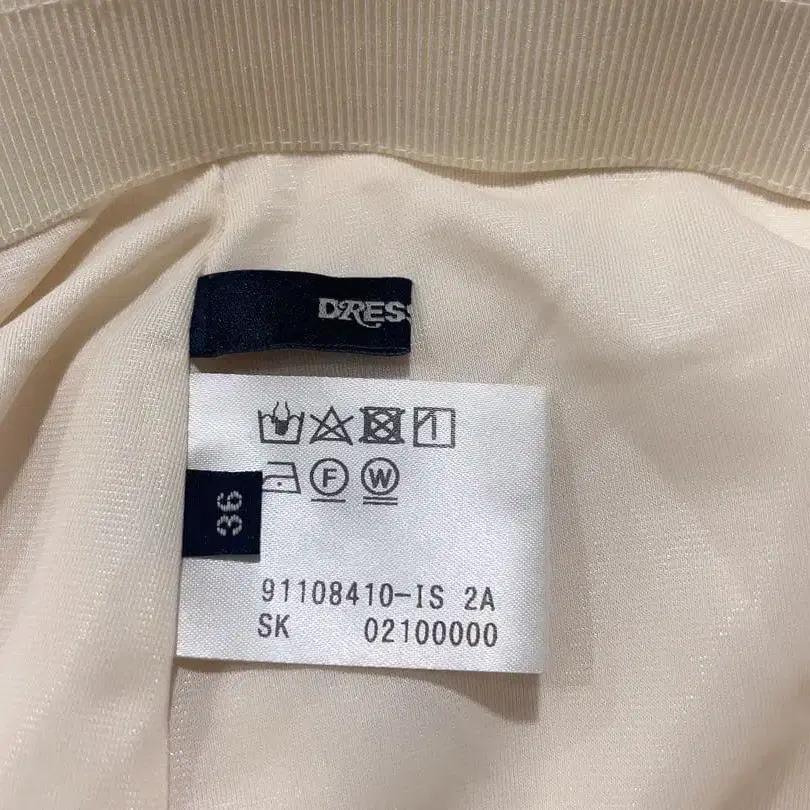 DRESS
F W
36
91108410-IS 2A
SK 02100000